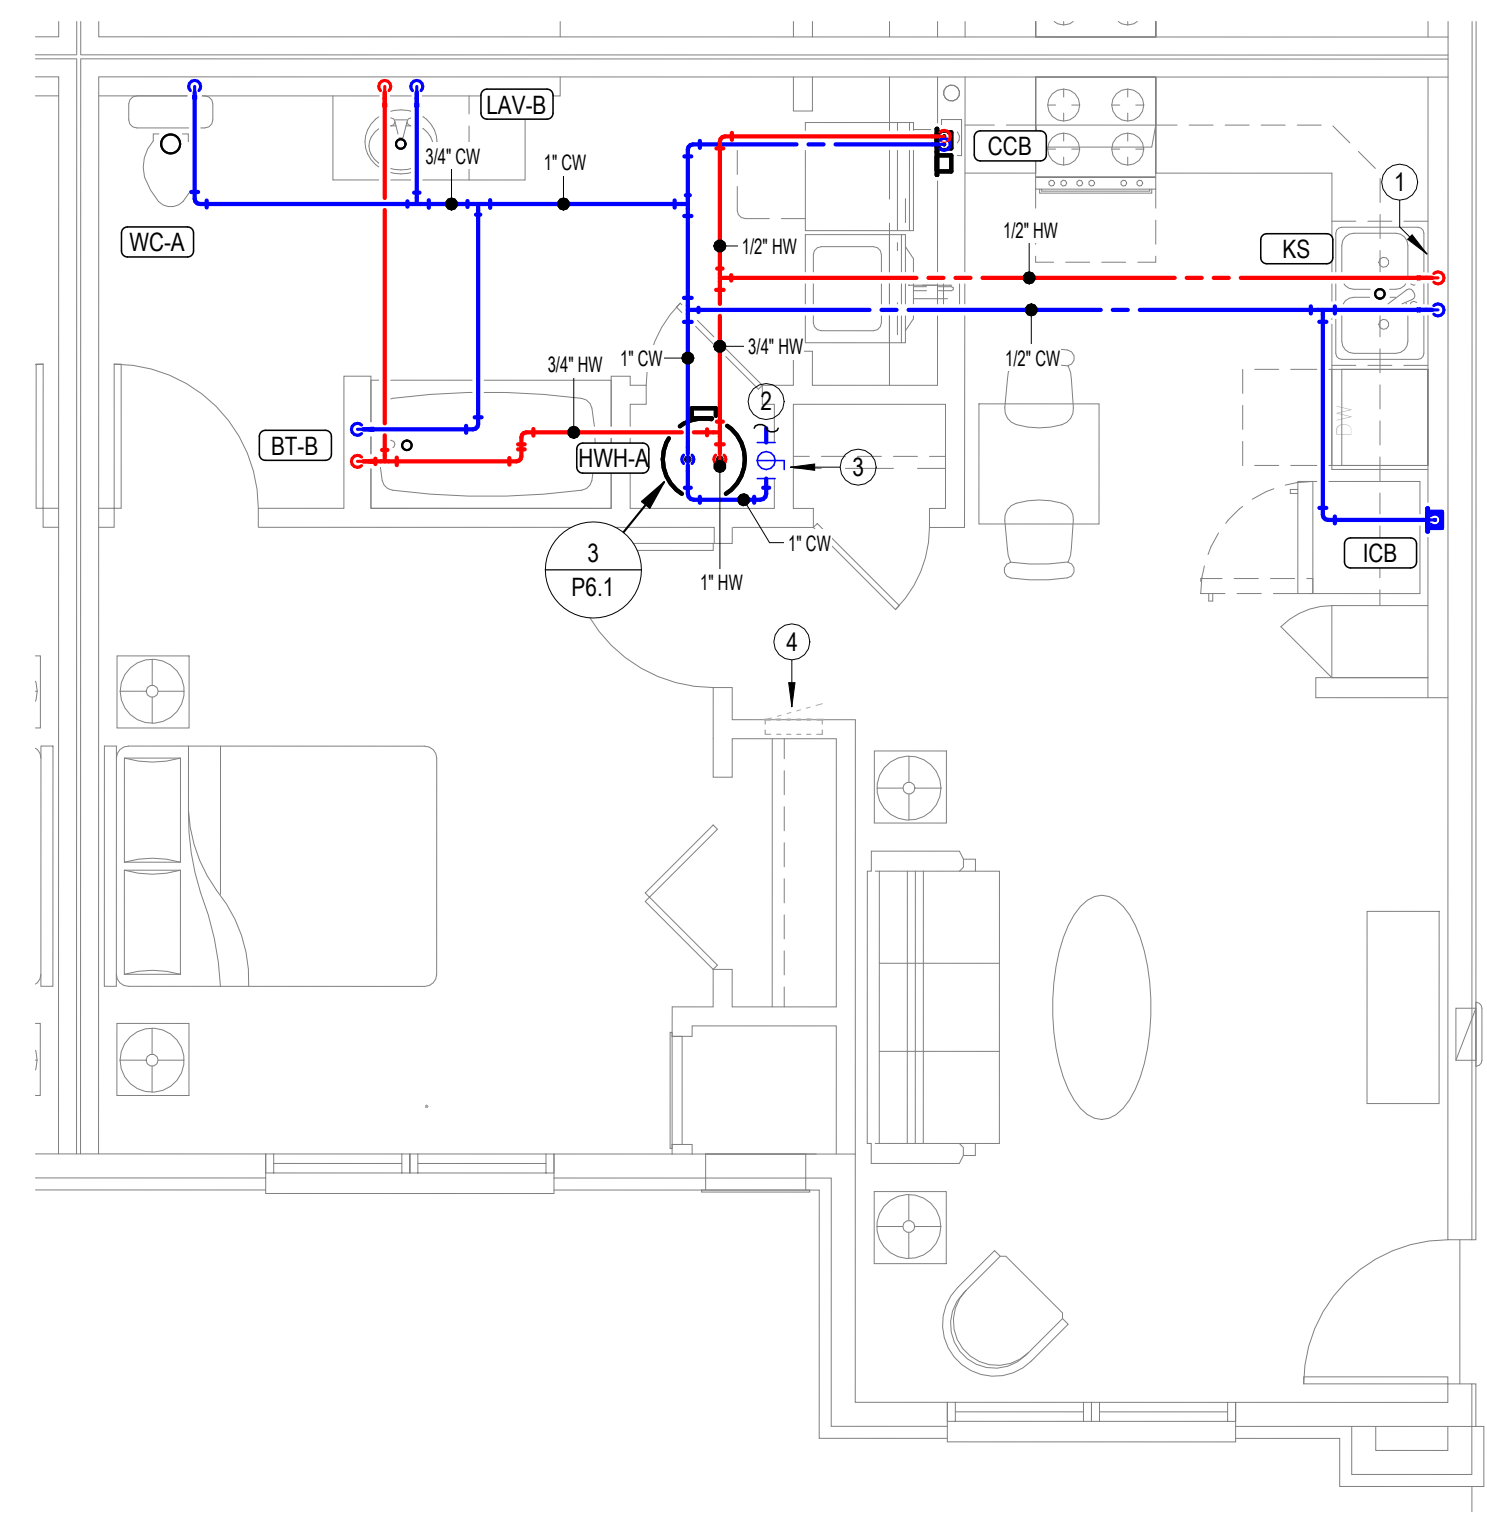 LAV-B
3/4" CW
1" CW
CCB
1
WC-A
1/2" HW
1/2" HW
KS
3/4" HW
1" CW
3/4" HW
1/2" CW
2
DW
BT-B
HWH-A
3
1" CW
ICB
3
P6.1
1" HW
4